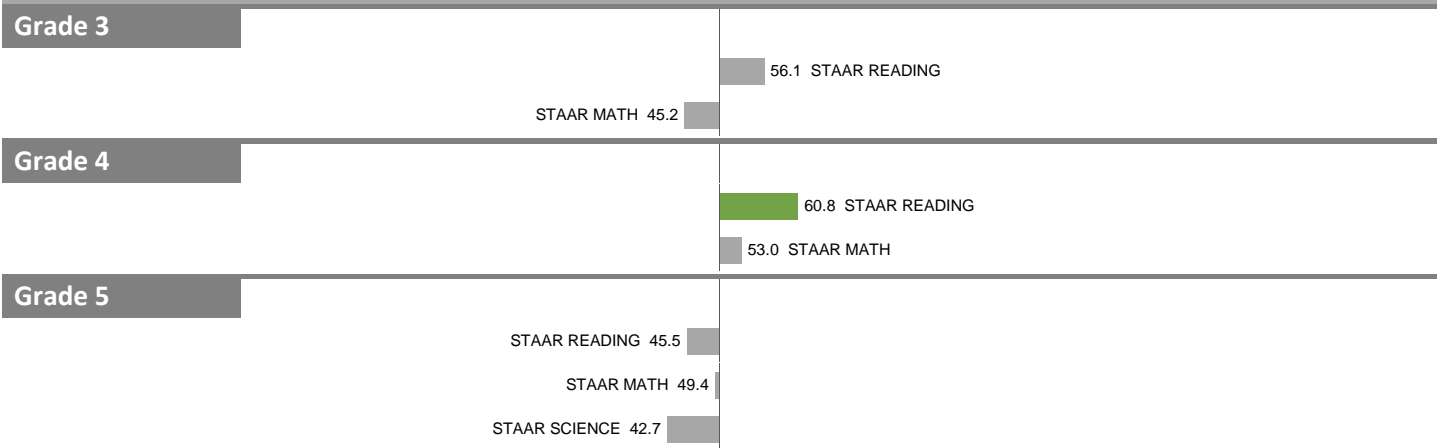 Grade 3
56.1 STAAR READING
STAAR MATH 45.2
Grade 4
60.8 STAAR READING
53.0 STAAR MATH
Grade 5
STAAR READING 45.5
STAAR MATH 49.4
STAAR SCIENCE 42.7